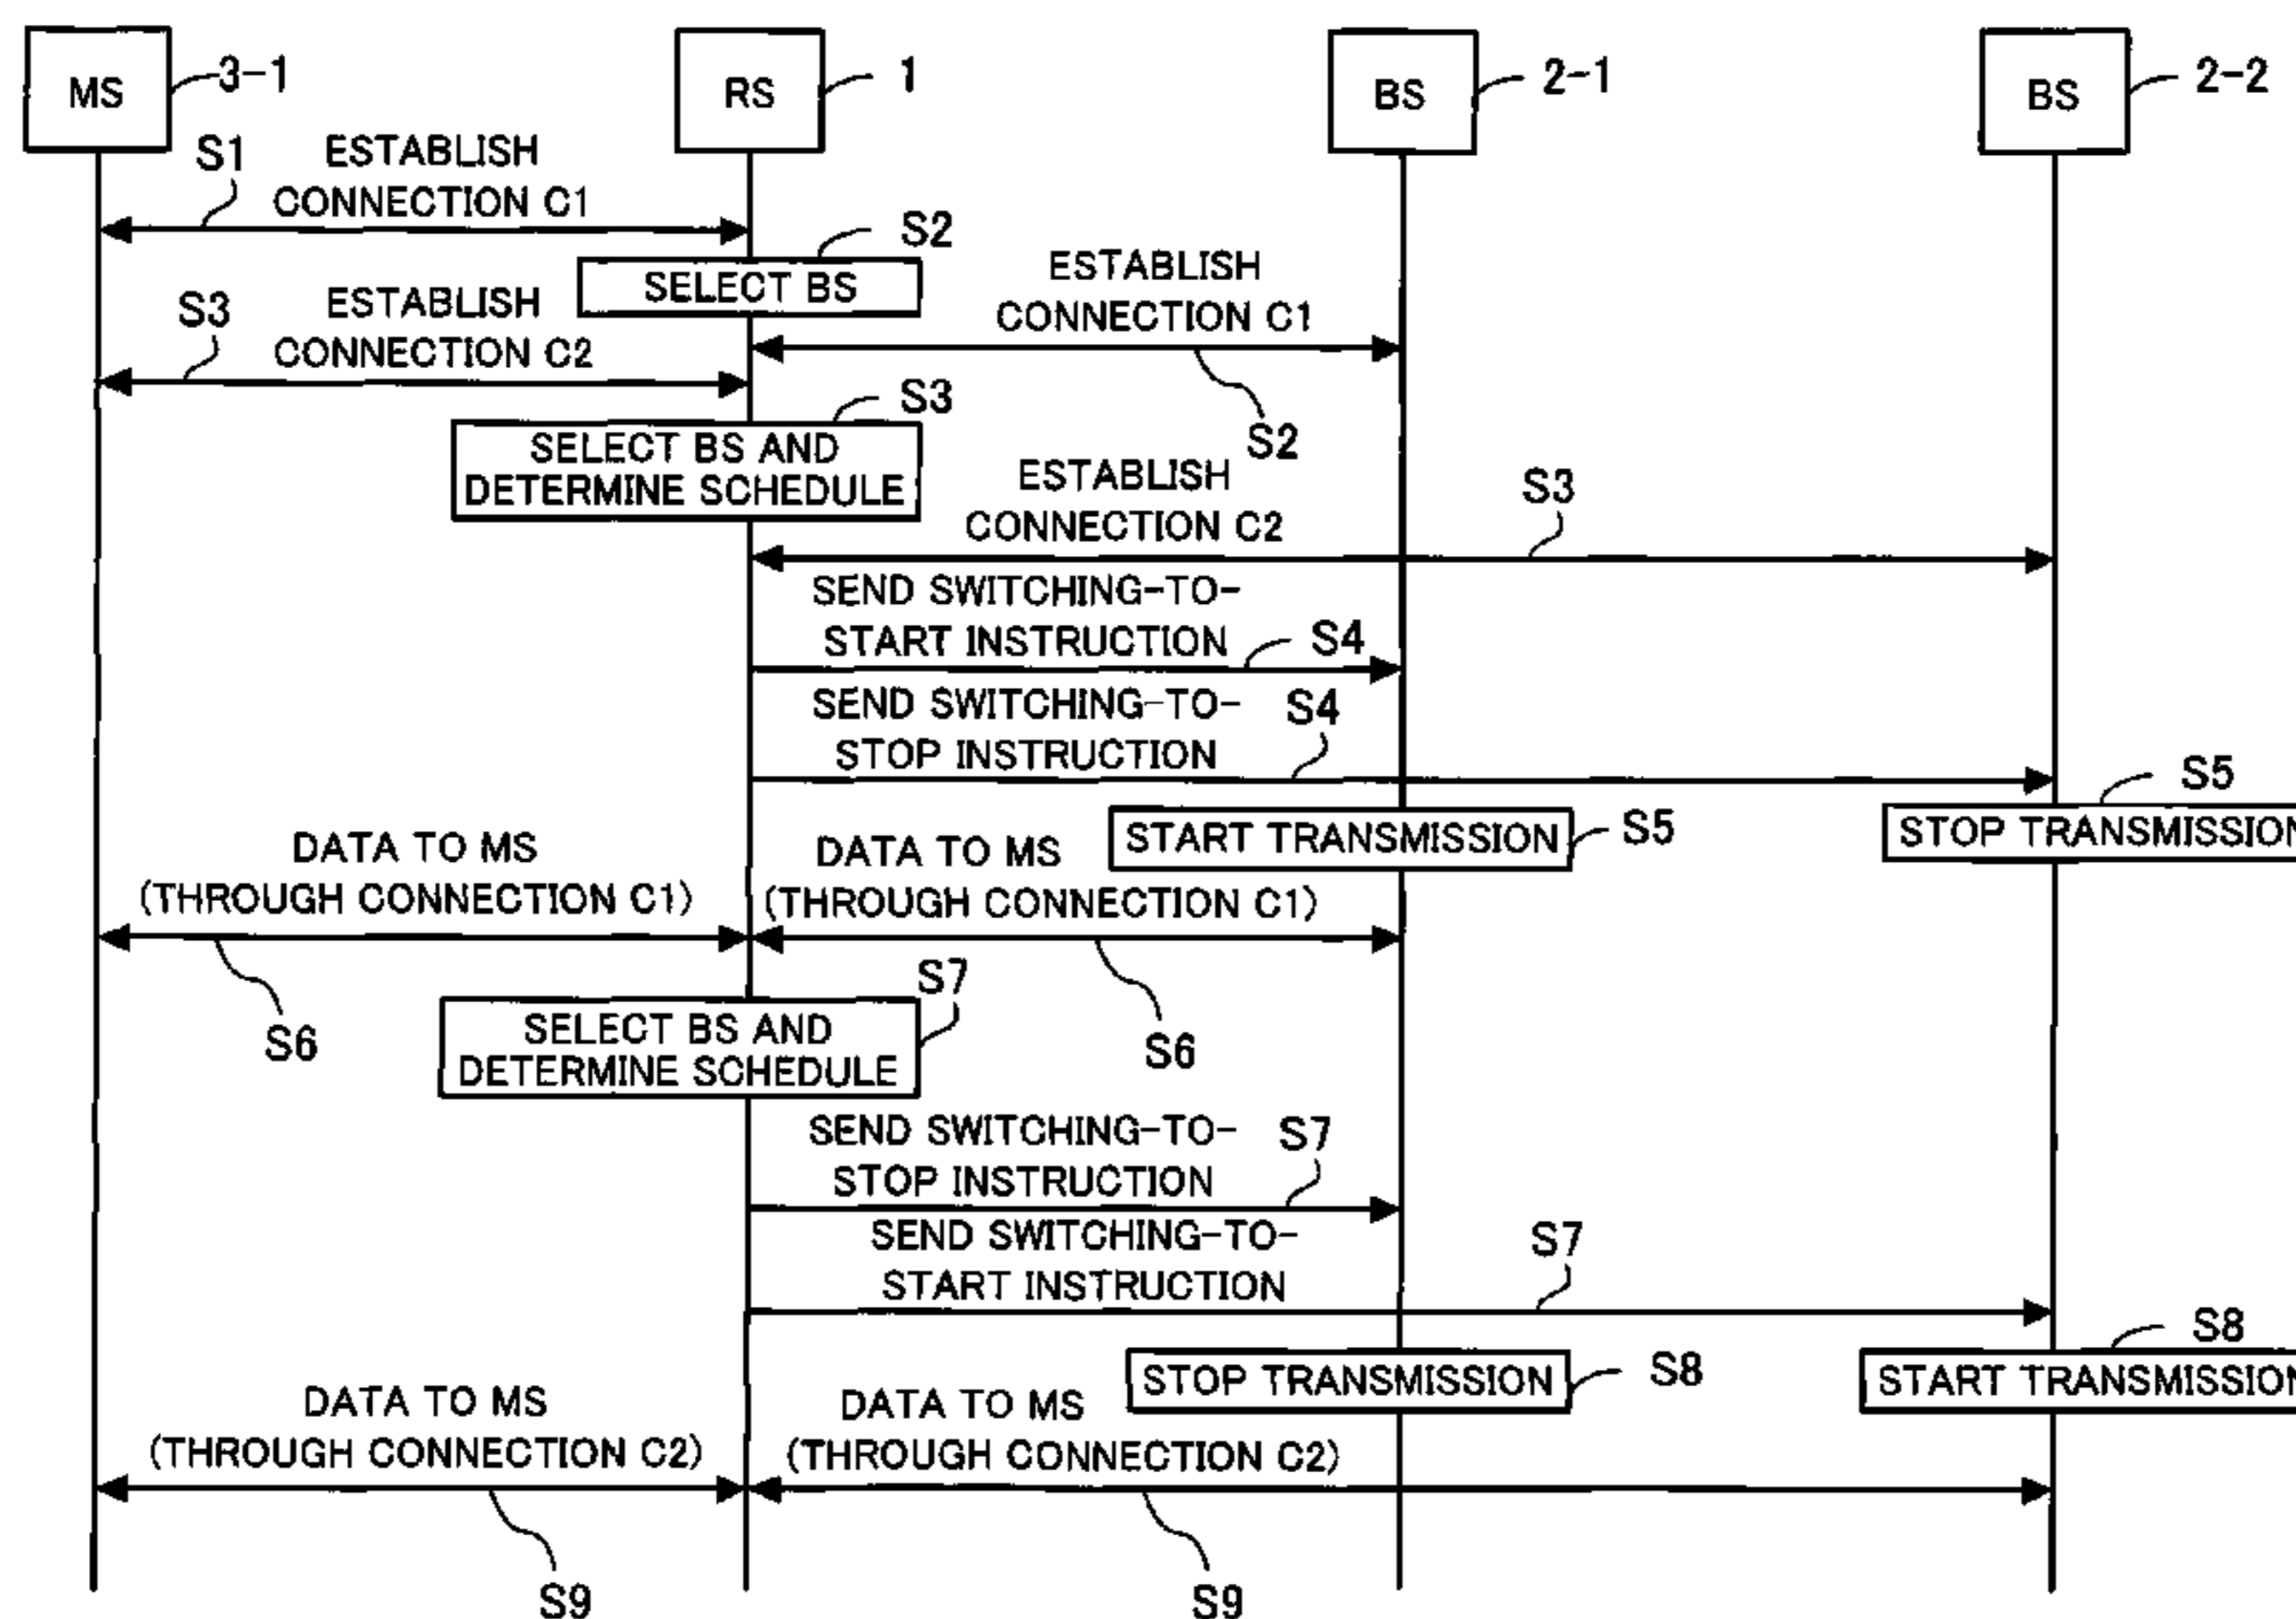 MS
3-1
RS
1
BS
2-1
BS
2-2
S1
ESTABLISH
CONNECTION C1
S2
SELECT BS
ESTABLISH
CONNECTION C1
S2
S3
ESTABLISH
CONNECTION C2
S3
SELECT BS AND
DETERMINE SCHEDULE
ESTABLISH
CONNECTION C2
S3
SEND SWITCHING-TO-
START INSTRUCTION
S4
SEND SWITCHING-TO-
STOP INSTRUCTION
S4
START TRANSMISSION
S5
S5
STOP TRANSMISSION
DATA TO MS
(THROUGH CONNECTION C1)
S6
DATA TO MS
(THROUGH CONNECTION C1)
S6
S7
SELECT BS AND
DETERMINE SCHEDULE
SEND SWITCHING-TO-
STOP INSTRUCTION
S7
SEND SWITCHING-TO-
START INSTRUCTION
S7
STOP TRANSMISSION
S8
S8
START TRANSMISSION
DATA TO MS
(THROUGH CONNECTION C2)
S9
DATA TO MS
(THROUGH CONNECTION C2)
S9